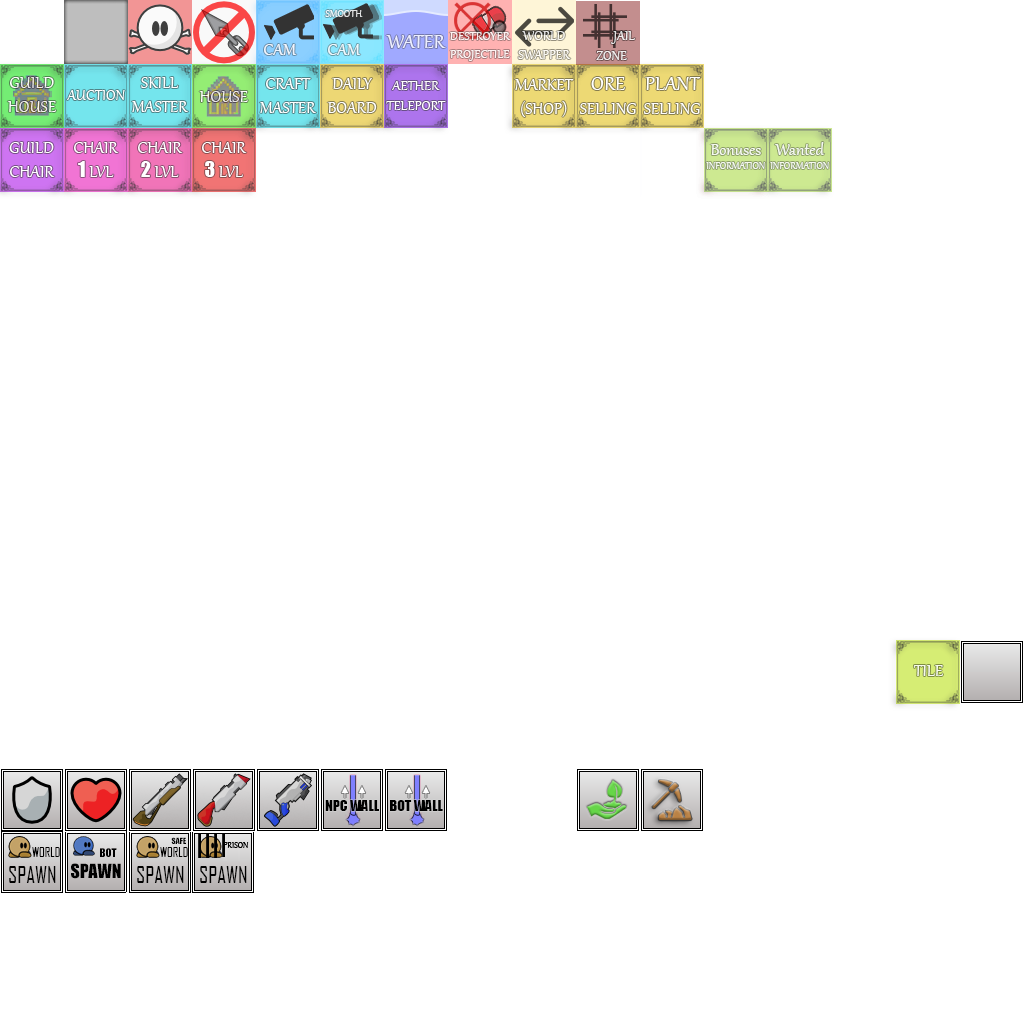 CAM
SMOOTH
CAM
WATER
DESTROYER
PROJECTILE
WORLD
SWAPPER
JAIL
ZONE
GUILD
HOUSE
AUCTION
SKILL
MASTER
HOUSE
CRAFT
MASTER
DAILY
BOARD
AETHER
TELEPORT
MARKET
(SHOP)
ORE
SELLING
PLANT
SELLING
GUILD
CHAIR
CHAIR
1 LVL
CHAIR
2 LVL
CHAIR
3 LVL
Bonuses
INFORMATION
Wanted
INFORMATION
TILE
NPC WALL
BOT WALL
WORLD
SPAWN
BOT
SPAWN
SAFE
WORLD
SPAWN
PRISON
SPAWN